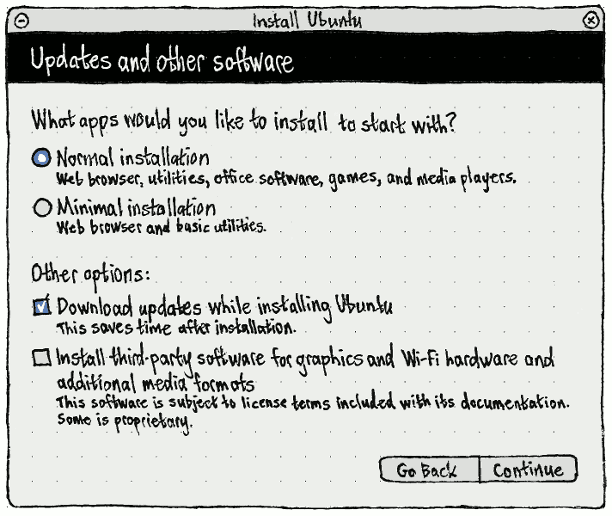 Install Ubuntu
Updates and other software
What apps would you like to install to start with?
Normal installation
Web browser, utilities, office software, games, and media players.
Minimal installation
Web browser and basic utilities.
Other options:
Download updates while installing Ubuntu
This saves time after installation.
Install third-party software for graphics and Wi-Fi hardware and
additional media formats
This software is subject to license terms included with its documentation.
Some is proprietary.
Go Back
Continue